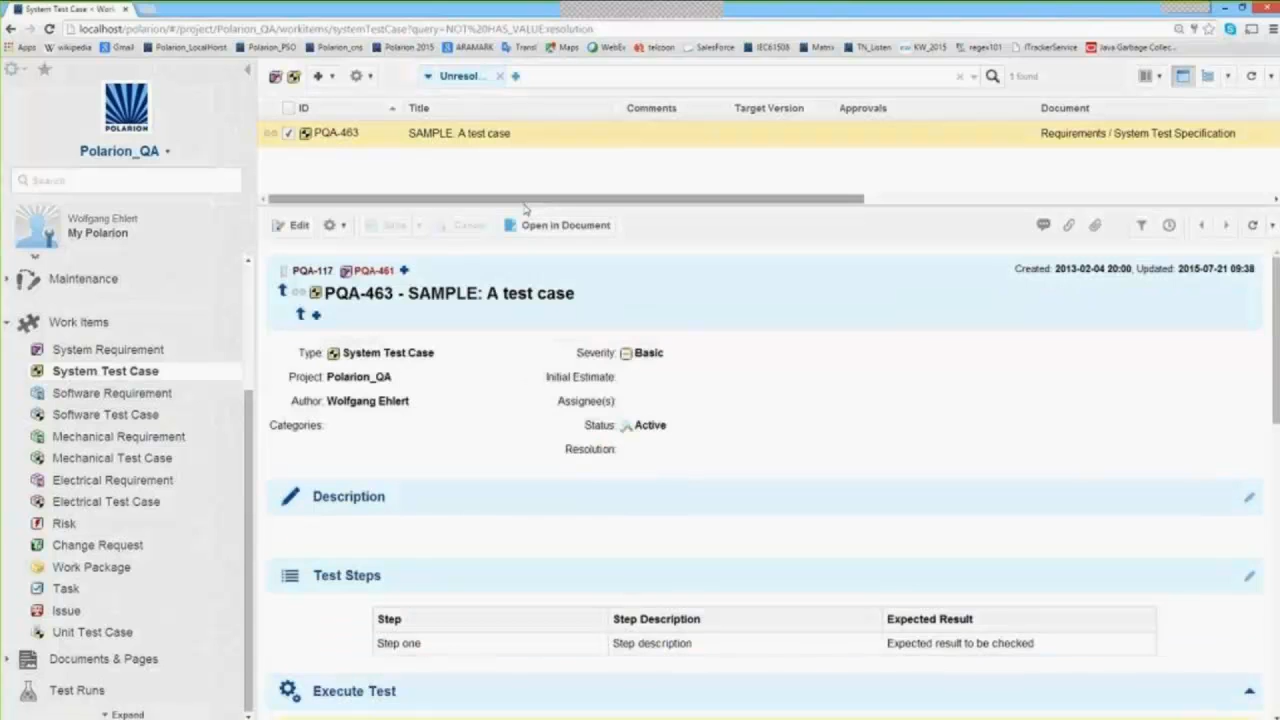 System Test Case < Work
localhost/polarion/#/project/Polarion_QA/workitems/systemTestCase?query=NOT%20HAS_VALUE:resolution
Apps wikipedia Gmail Polarion_LocalHorst Polarion_PSO Polarion_cns Polarion 2015 ARAMARK Transl Maps WebEx telcoon SalesForce IEC61508 Matrix TN_Listen KW_2015 regex101 ITrackerService Java Garbage Collec...
POLARION
Polarion_QA
Search
Wolfgang Ehlert
My Polarion
Maintenance
Work Items
System Requirement
System Test Case
Software Requirement
Software Test Case
Mechanical Requirement
Mechanical Test Case
Electrical Requirement
Electrical Test Case
Risk
Change Request
Work Package
Task
Issue
Unit Test Case
Documents & Pages
Test Runs
Expand
Unresol...
1 found
ID Title Comments Target Version Approvals Document
PQA-463 SAMPLE: A test case Requirements / System Test Specification
Edit Save Cancel Open in Document
PQA-117 PQA-461
Created: 2013-02-04 20:00, Updated: 2015-07-21 09:38
PQA-463 - SAMPLE: A test case
Type: System Test Case Severity: Basic
Project: Polarion_QA Initial Estimate:
Author: Wolfgang Ehlert Assignee(s):
Categories: Status: Active
Resolution:
Description
Test Steps
Step Step Description Expected Result
Step one Step description Expected result to be checked
Execute Test